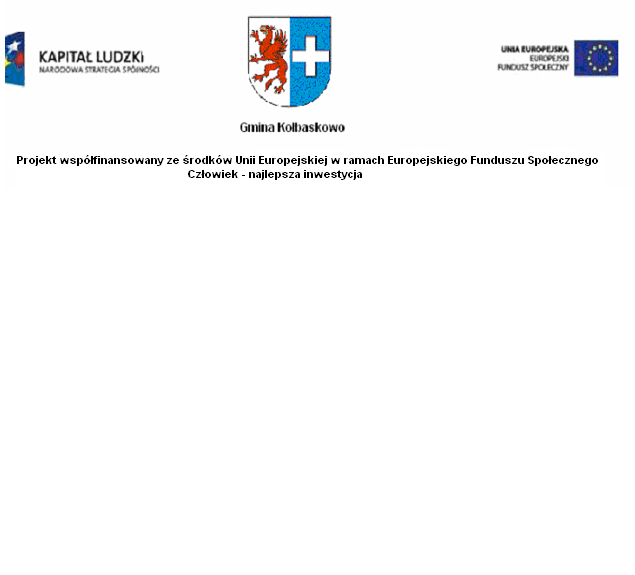 KAPITAŁ LUDZKI
NARODOWA STRATEGIA SPÓJNOŚCI
Gmina Kołbaskowo
UNIA EUROPEJSKA
EUROPEJSKI
FUNDUSZ SPOŁECZNY
Projekt współfinansowany ze środków Unii Europejskiej w ramach Europejskiego Funduszu Społecznego
Człowiek - najlepsza inwestycja